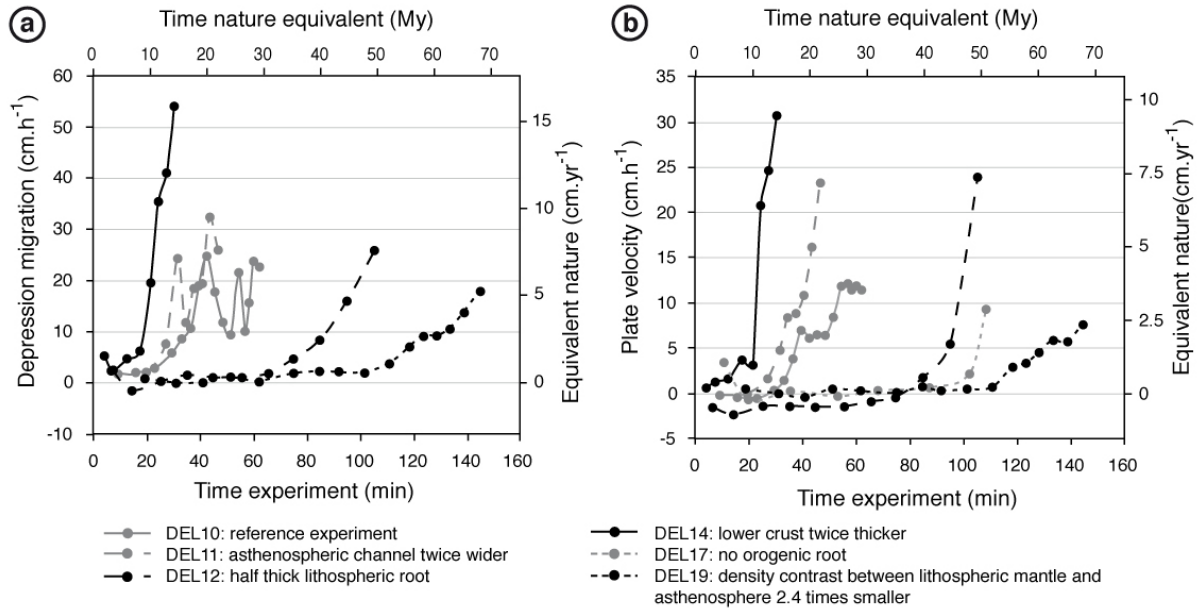 a
Time nature equivalent (My)
0 10 20 30 40 50 60 70
60
50
40
30
20
10
0
-10
Depression migration (cm.h-1)
15
10
5
0
Equivalent nature (cm.yr-1)
0 20 40 60 80 100 120 140 160
Time experiment (min)
b
Time nature equivalent (My)
0 10 20 30 40 50 60 70
35
30
25
20
15
10
5
0
-5
Plate velocity (cm.h-1)
10
7.5
5
2.5
0
Equivalent nature(cm.yr-1)
0 20 40 60 80 100 120 140 160
Time experiment (min)
DEL10: reference experiment
DEL11: asthenospheric channel twice wider
DEL12: half thick lithospheric root
DEL14: lower crust twice thicker
DEL17: no orogenic root
DEL19: density contrast between lithospheric mantle and
asthenosphere 2.4 times smaller